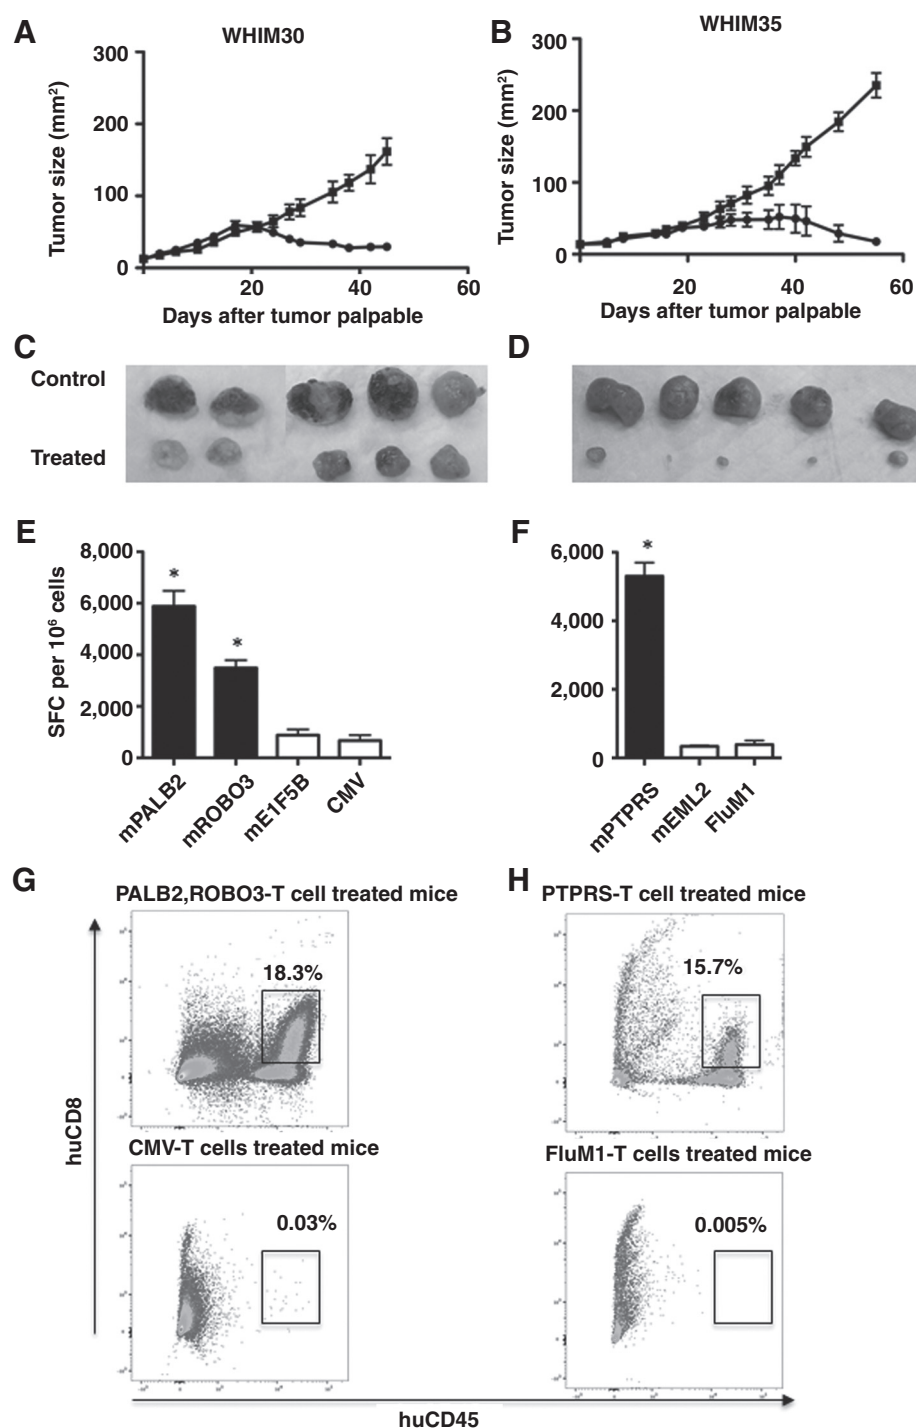 A
WHIM30
Tumor size (mm²)
300
200
100
0
20
40
60
Days after tumor palpable
B
WHIM35
Tumor size (mm²)
300
200
100
0
20
40
60
Days after tumor palpable
C
Control
Treated
D
E
SFC per 10⁶ cells
8,000
6,000
4,000
2,000
0
*
*
mPALB2
mROBO3
mE1F5B
CMV
F
6,000
4,000
2,000
0
*
mPTPRS
mEML2
FluM1
G
PALB2,ROBO3-T cell treated mice
18.3%
H
PTPRS-T cell treated mice
15.7%
CMV-T cells treated mice
0.03%
FluM1-T cells treated mice
0.005%
huCD8
huCD45